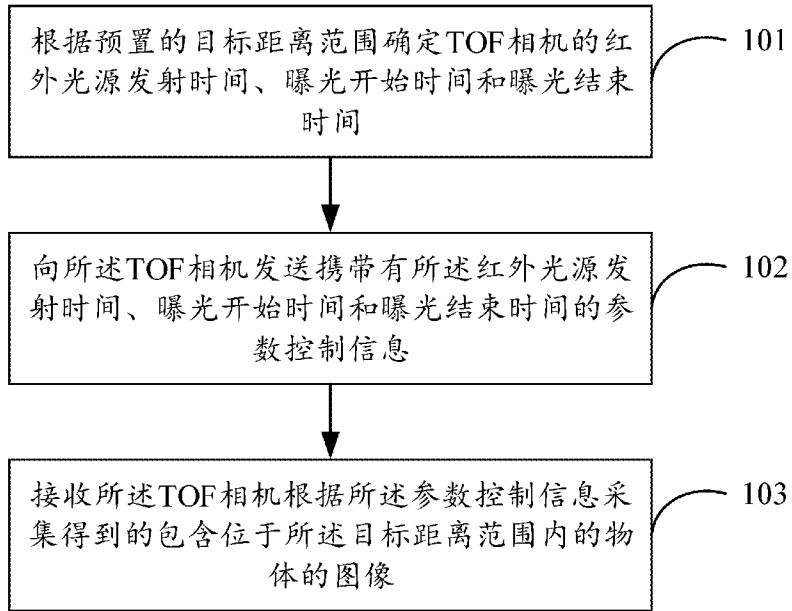 根据预置的目标距离范围确定TOF相机的红
外光源发射时间、曝光开始时间和曝光结束
时间
101
向所述TOF相机发送携带有所述红外光源发
射时间、曝光开始时间和曝光结束时间的参
数控制信息
102
接收所述TOF相机根据所述参数控制信息采
集得到的包含位于所述目标距离范围内的物
体的图像
103